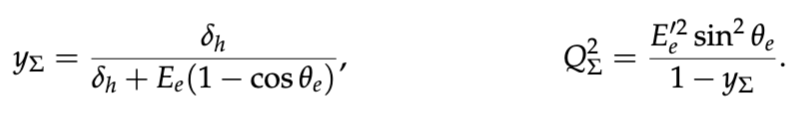 y_Σ = δ_h / (δ_h + E_e(1 − cos θ_e)), Q²_Σ = E′²_e sin² θ_e / (1 − y_Σ).